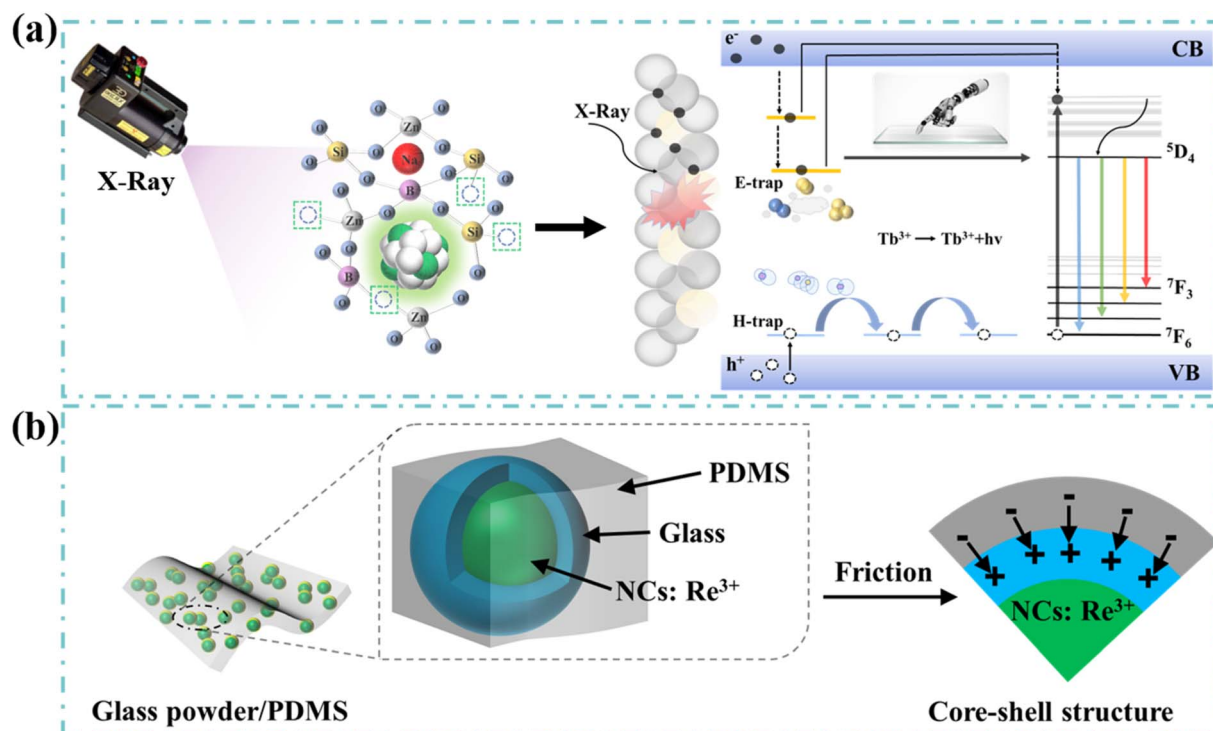 (a)
X-Ray
O
O
Zn
O
O
O
Si
Na
Si
O
O
O
B
O
O
O
O
Zn
O
O
Si
O
B
O
O
O
Zn
O
O
O
X-Ray
e-
CB
E-trap
⁵D₄
Tb³⁺ → Tb³⁺+hv
⁷F₃
H-trap
⁷F₆
h⁺
VB
(b)
PDMS
Glass
NCs: Re³⁺
Friction
- - - - -
+ + + + +
NCs: Re³⁺
Glass powder/PDMS
Core-shell structure